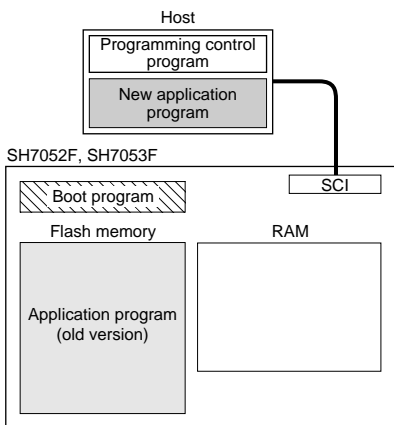 Host
Programming control
program
New application
program
SH7052F, SH7053F
SCI
Boot program
Flash memory
RAM
Application program
(old version)